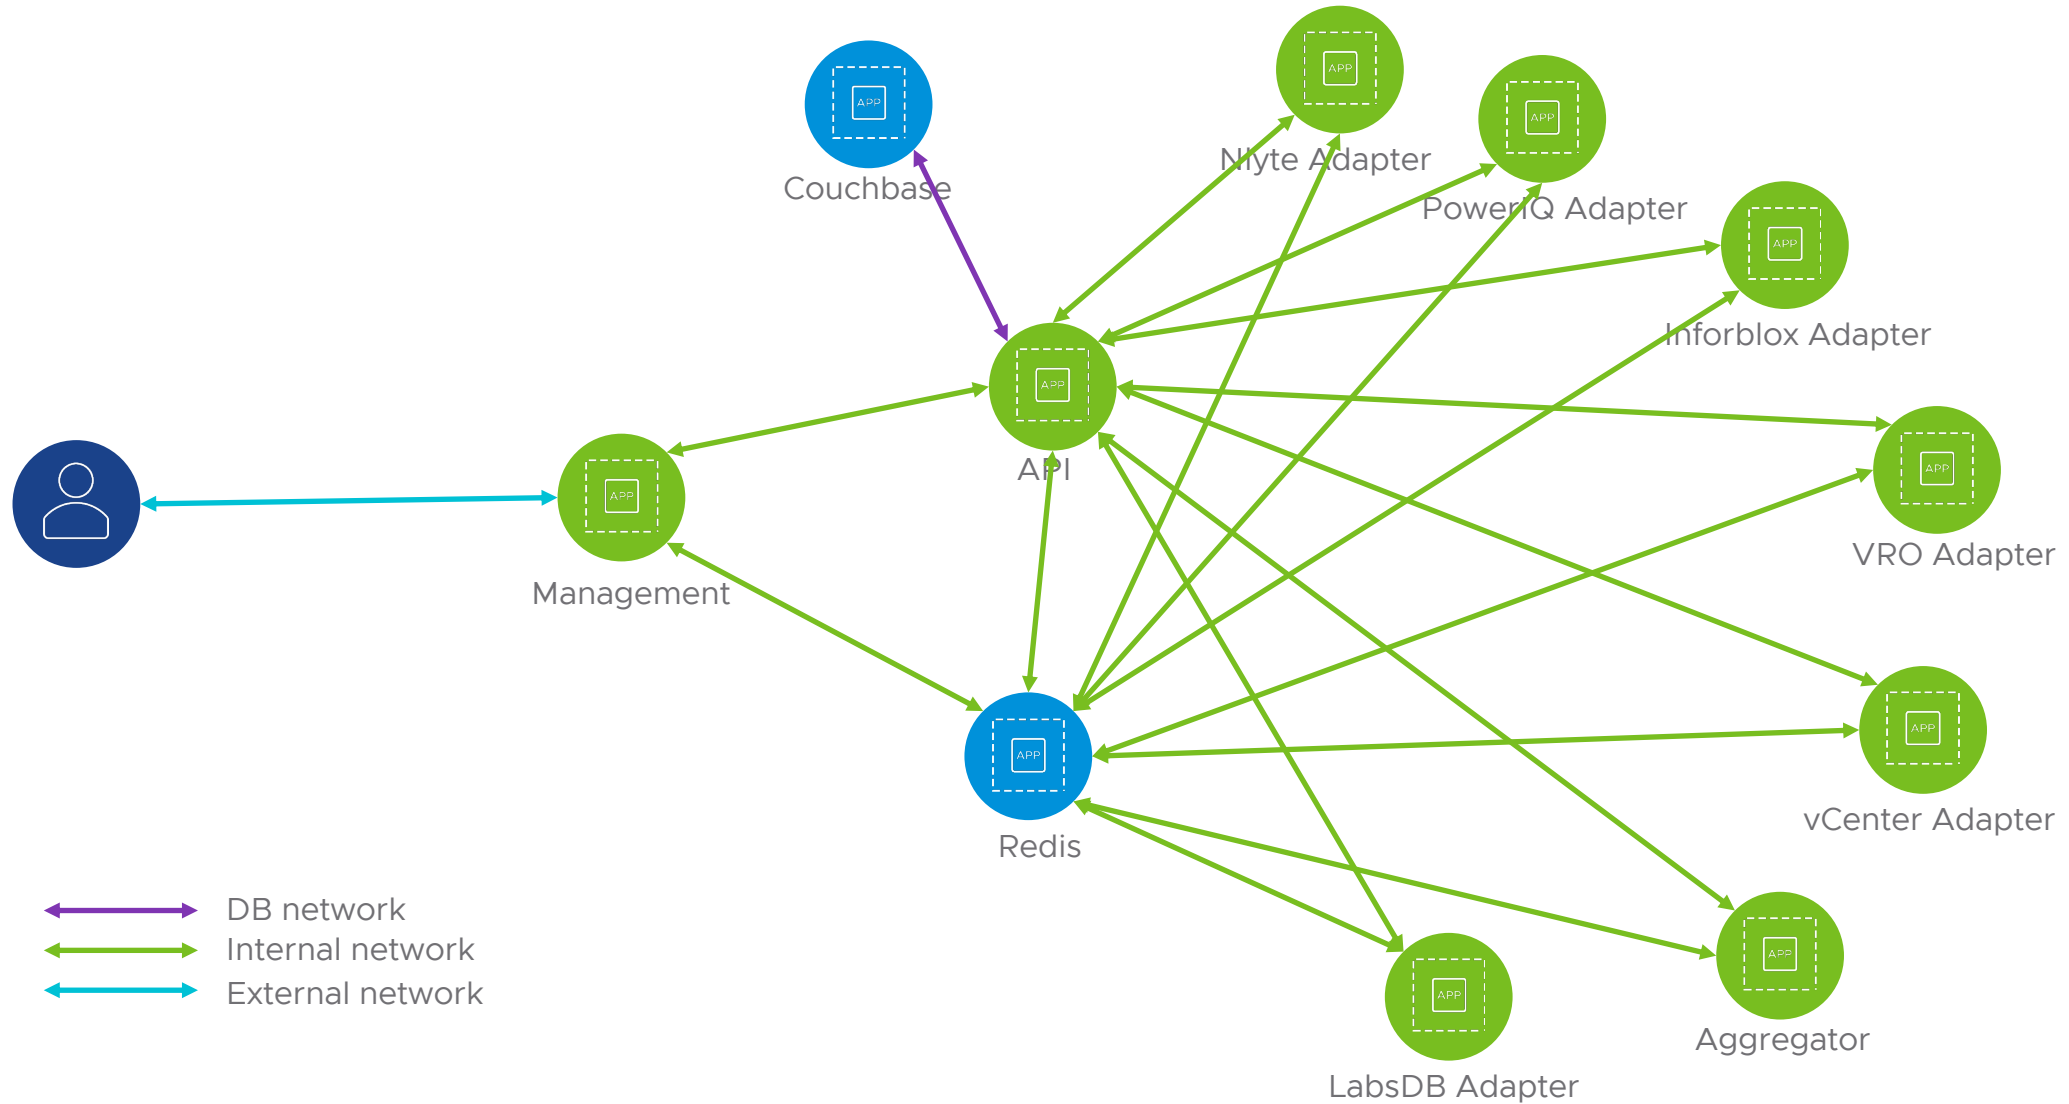 APP
Nlyte Adapter
APP
Couchbase
APP
PowerIQ Adapter
APP
Inforblox Adapter
APP
API
APP
VRO Adapter
APP
Management
APP
Redis
APP
vCenter Adapter
APP
Aggregator
APP
LabsDB Adapter
DB network
Internal network
External network